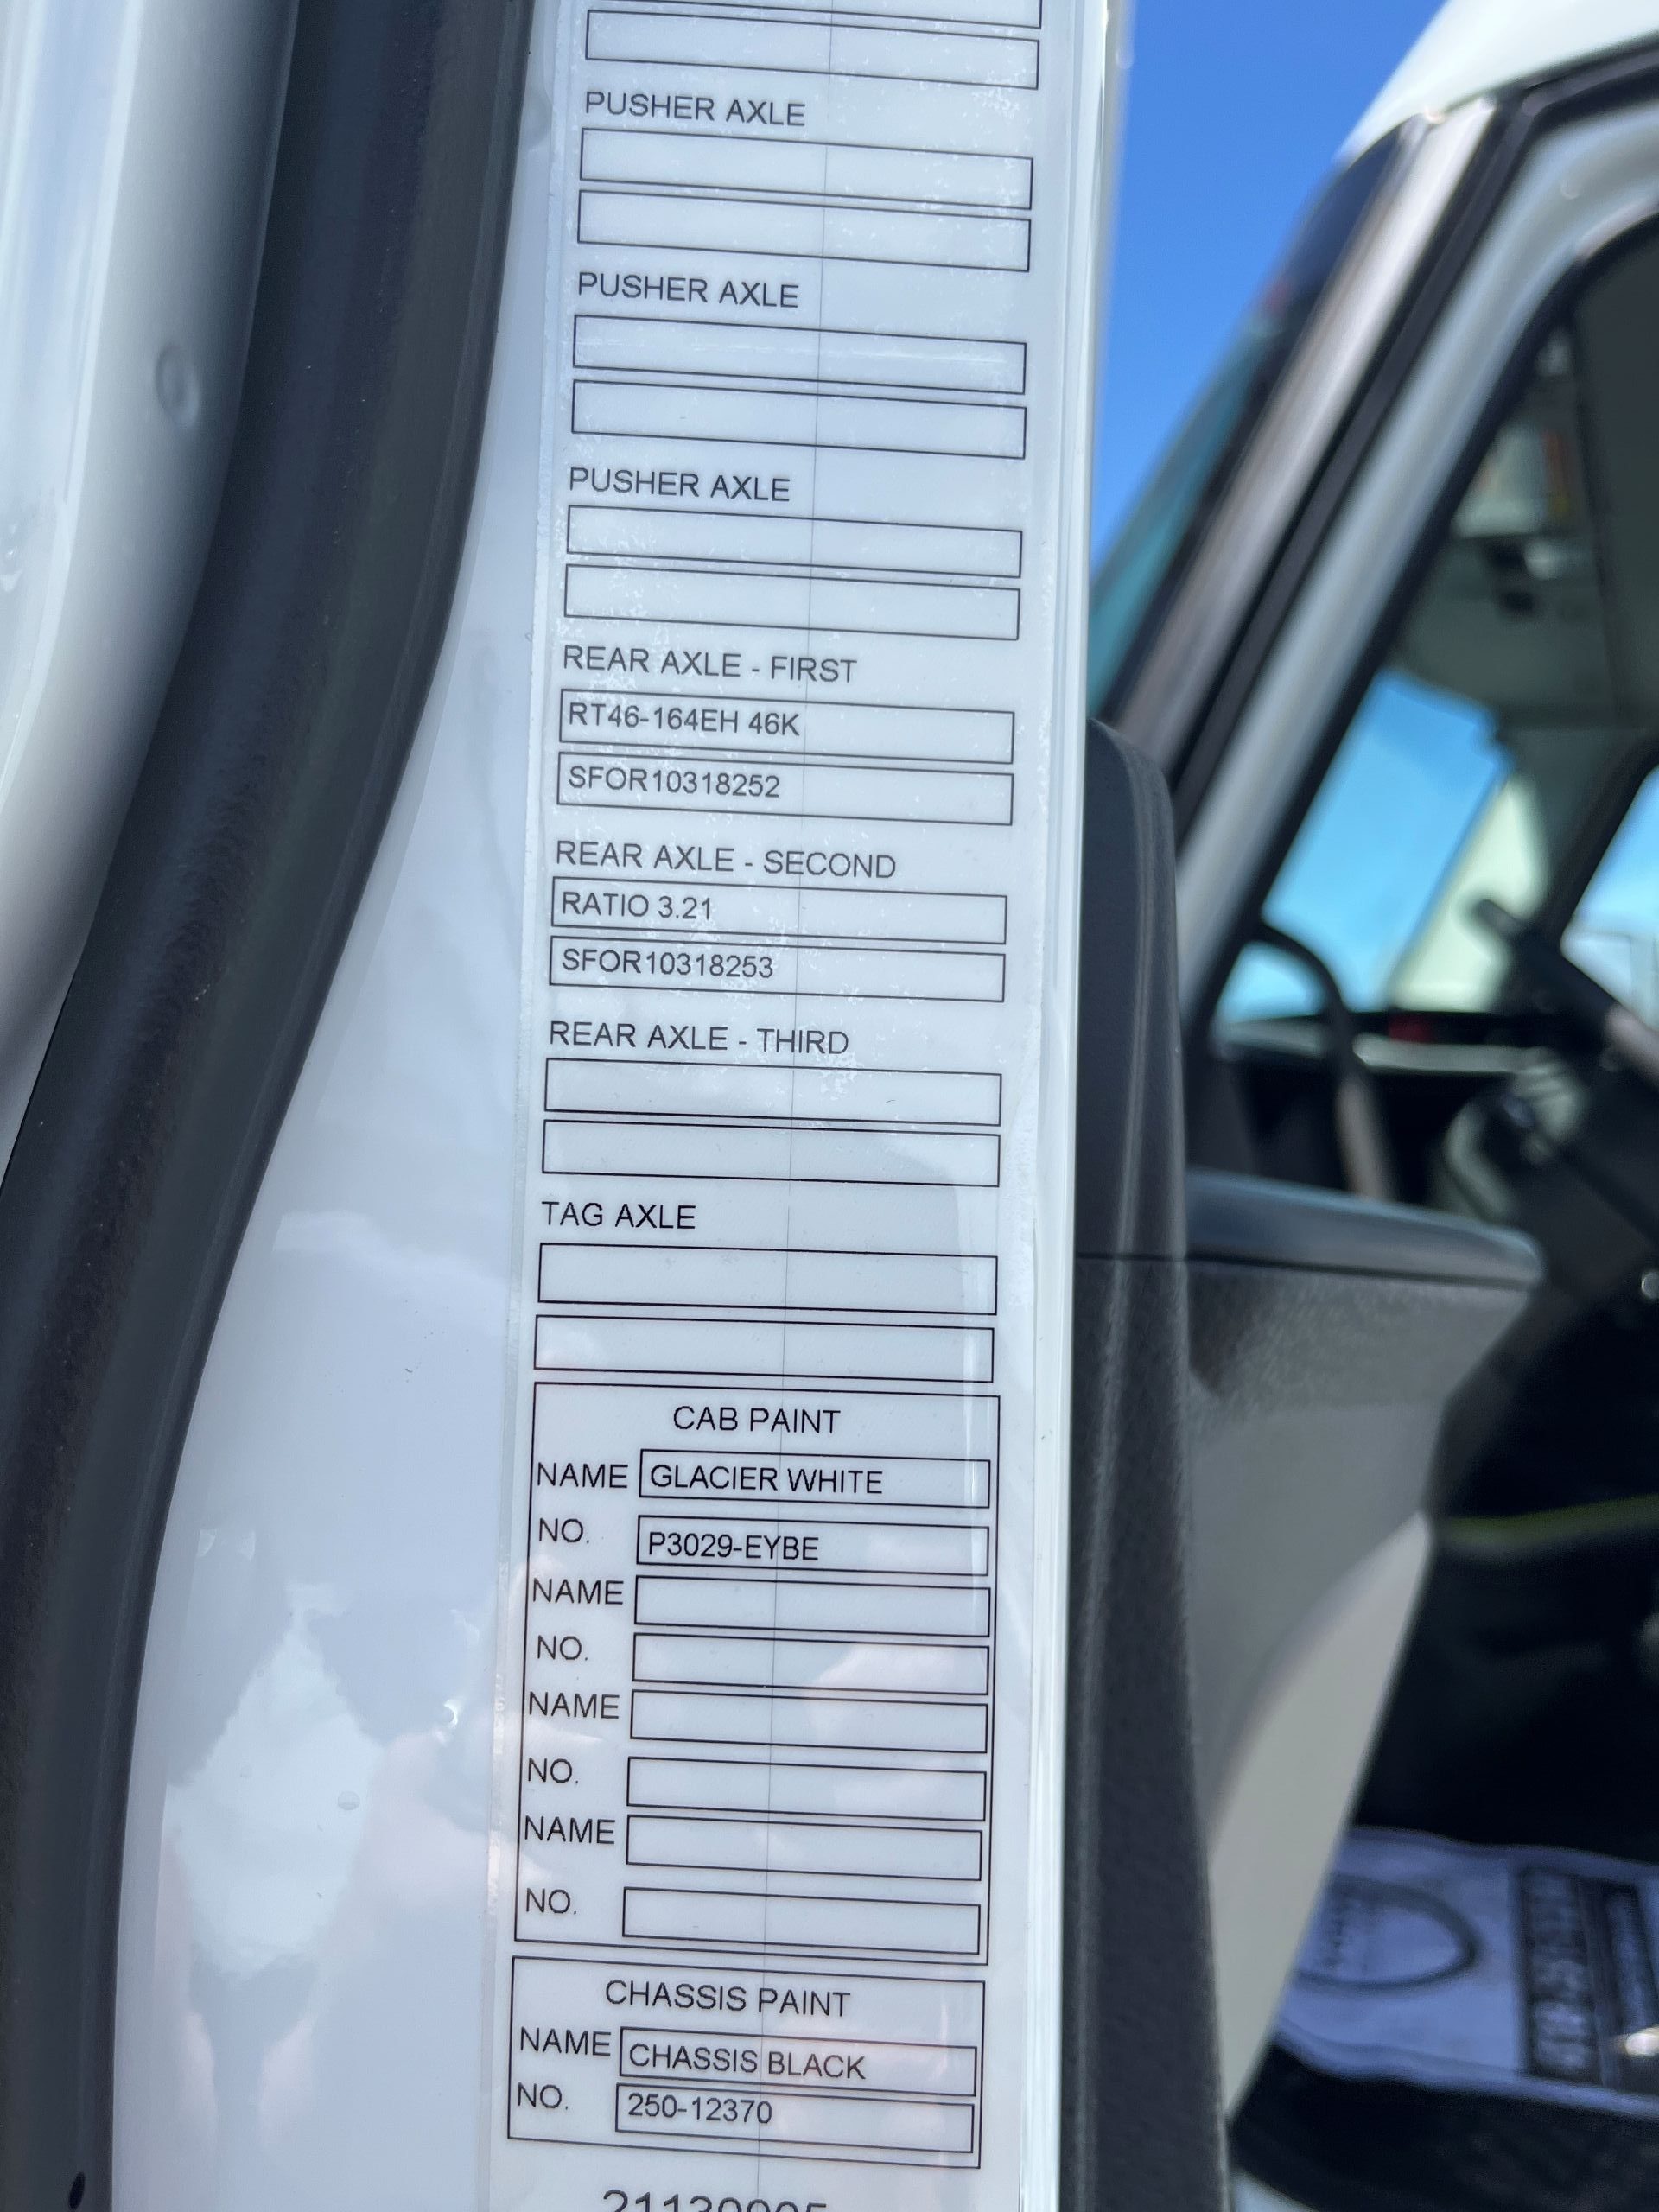 PUSHER AXLE
PUSHER AXLE
PUSHER AXLE
REAR AXLE - FIRST
RT46-164EH 46K
SFOR10318252
REAR AXLE - SECOND
RATIO 3.21
SFOR10318253
REAR AXLE - THIRD
TAG AXLE
CAB PAINT
NAME GLACIER WHITE
NO. P3029-EYBE
NAME
NO.
NAME
NO.
NAME
NO.
CHASSIS PAINT
NAME CHASSIS BLACK
NO. 250-12370